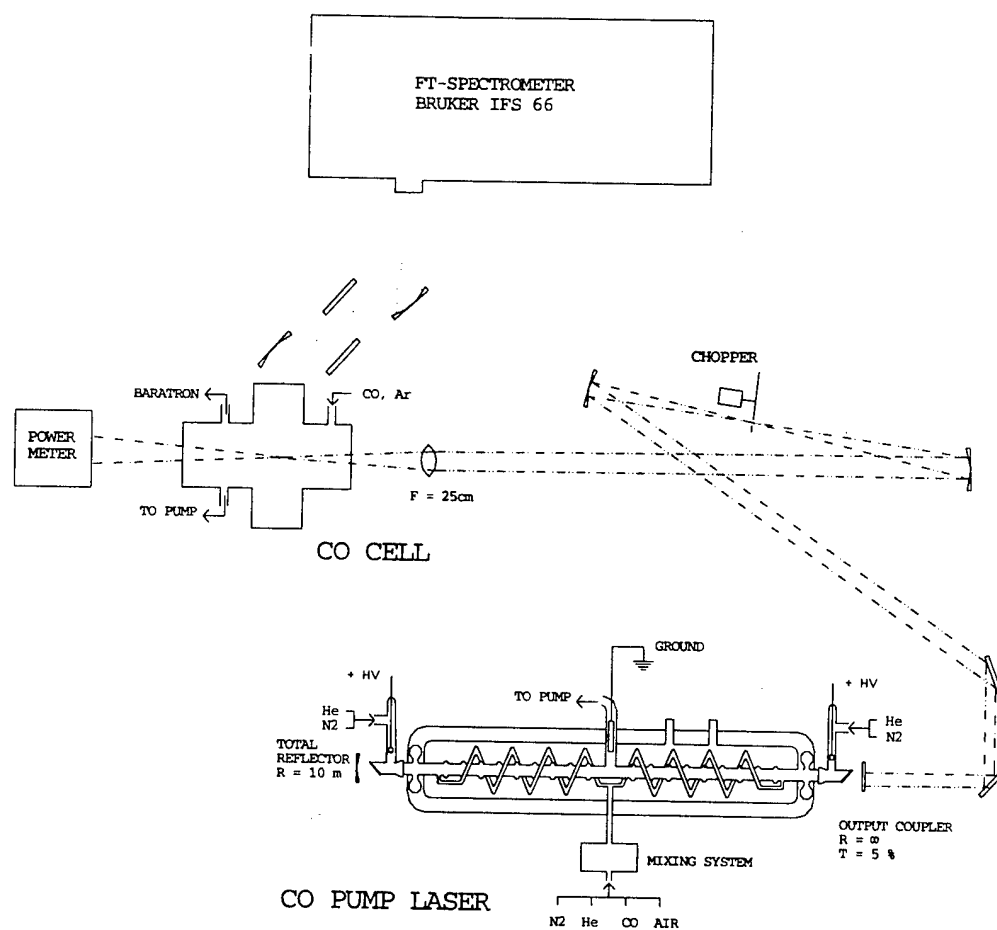 FT-SPECTROMETER
BRUKER IFS 66
CHOPPER
BARATRON
CO, Ar
POWER
METER
F = 25cm
TO PUMP
CO CELL
GROUND
+ HV
+ HV
TO PUMP
He
N2
He
N2
TOTAL
REFLECTOR
R = 10 m
OUTPUT COUPLER
R = ∞
T = 5 %
MIXING SYSTEM
CO PUMP LASER
N2 He CO AIR